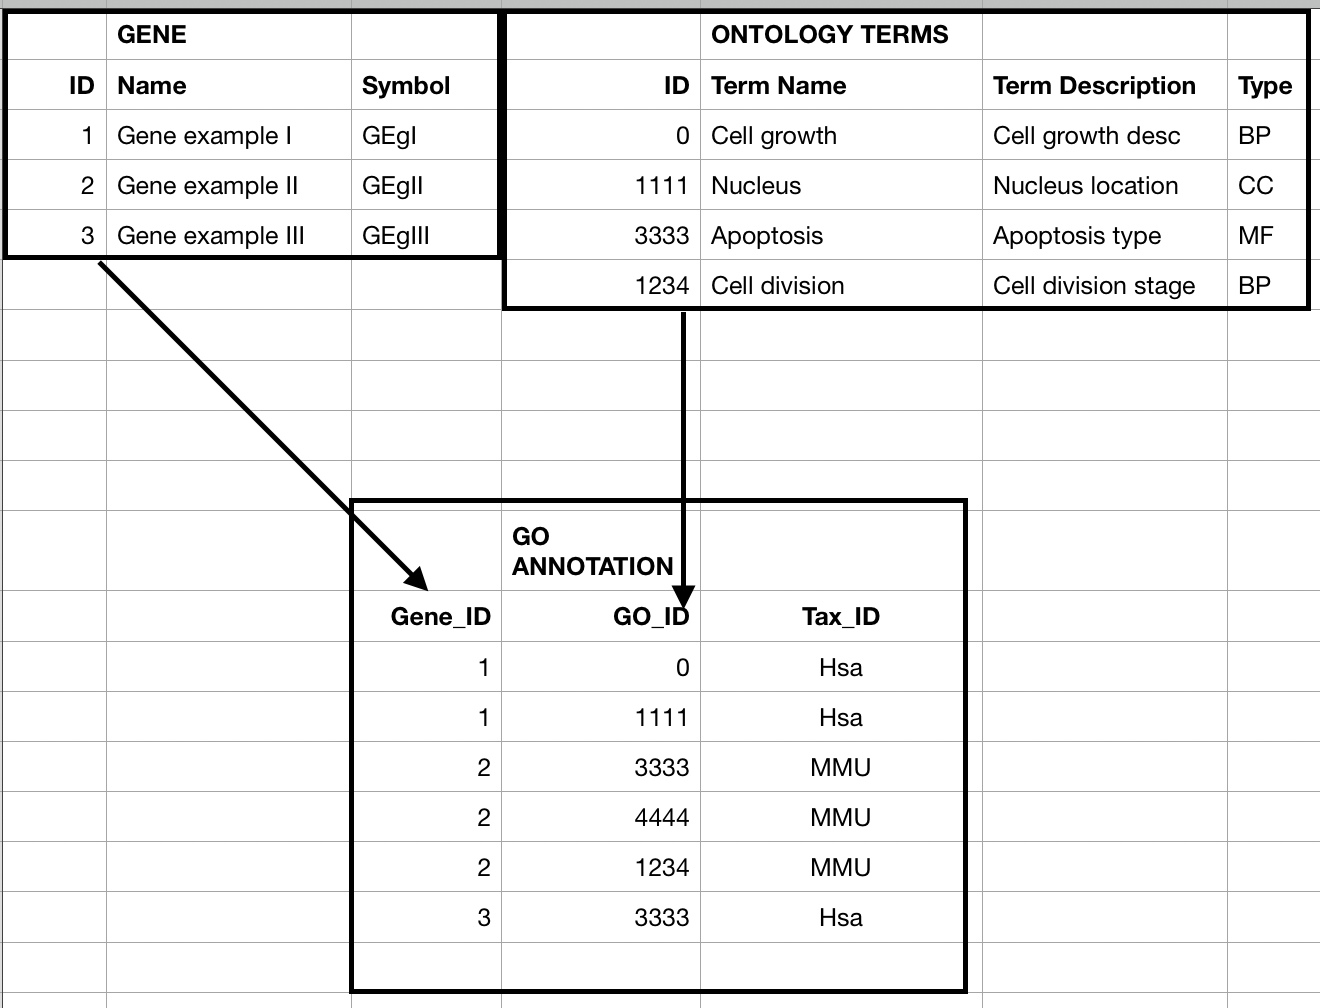 GENE
ID Name Symbol
1 Gene example I GEgI
2 Gene example II GEgII
3 Gene example III GEgIII
ONTOLOGY TERMS
ID Term Name Term Description Type
0 Cell growth Cell growth desc BP
1111 Nucleus Nucleus location CC
3333 Apoptosis Apoptosis type MF
1234 Cell division Cell division stage BP
GO
ANNOTATION
Gene_ID GO_ID Tax_ID
1 0 Hsa
1 1111 Hsa
2 3333 MMU
2 4444 MMU
2 1234 MMU
3 3333 Hsa